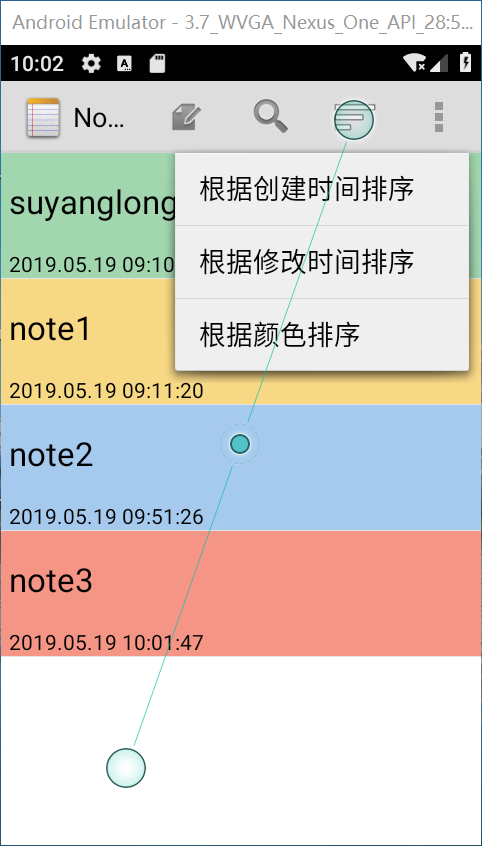 Android Emulator - 3.7_WVGA_Nexus_One_API_28:5...
10:02
No...
根据创建时间排序
根据修改时间排序
根据颜色排序
suyanglong
2019.05.19 09:10
note1
2019.05.19 09:11:20
note2
2019.05.19 09:51:26
note3
2019.05.19 10:01:47